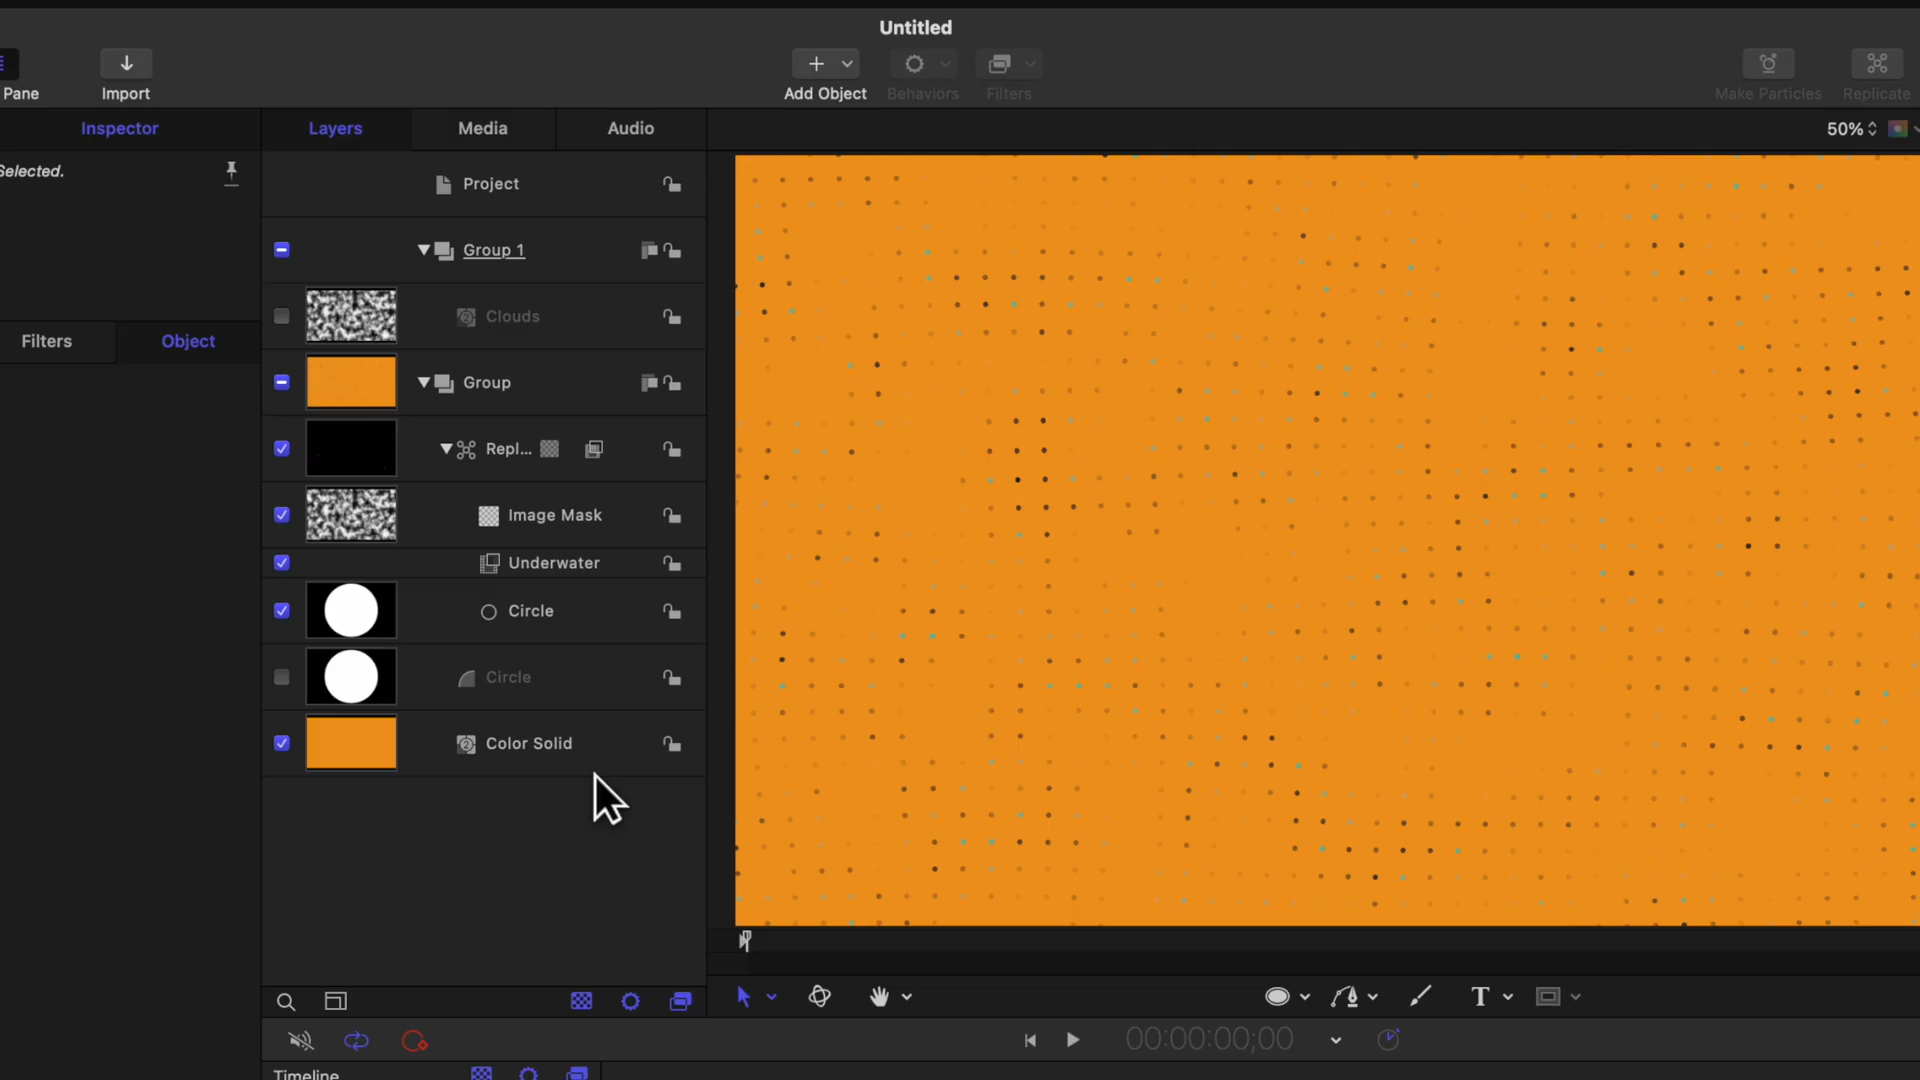 Untitled
Pane
Import
Add Object
Behaviors
Filters
Make Particles
Replicate
Inspector
Layers
Media
Audio
50%
Selected.
Project
Group 1
Clouds
Filters
Object
Group
Repl...
Image Mask
Underwater
Circle
Circle
Color Solid
T
00:00:00;00
Timeline